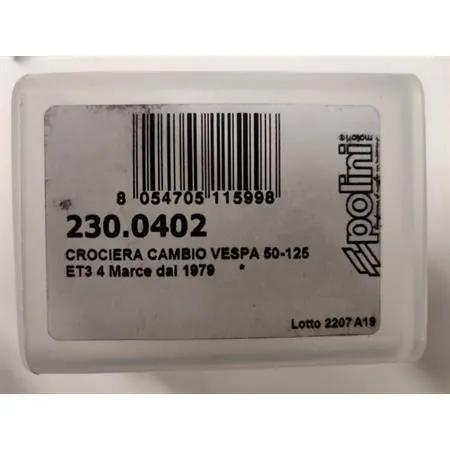 8 054705 115998
230.0402
CROCIERA CAMBIO VESPA 50-125
ET3 4 Marce dal 1979 *
Lotto 2207 A19
polini
motori®